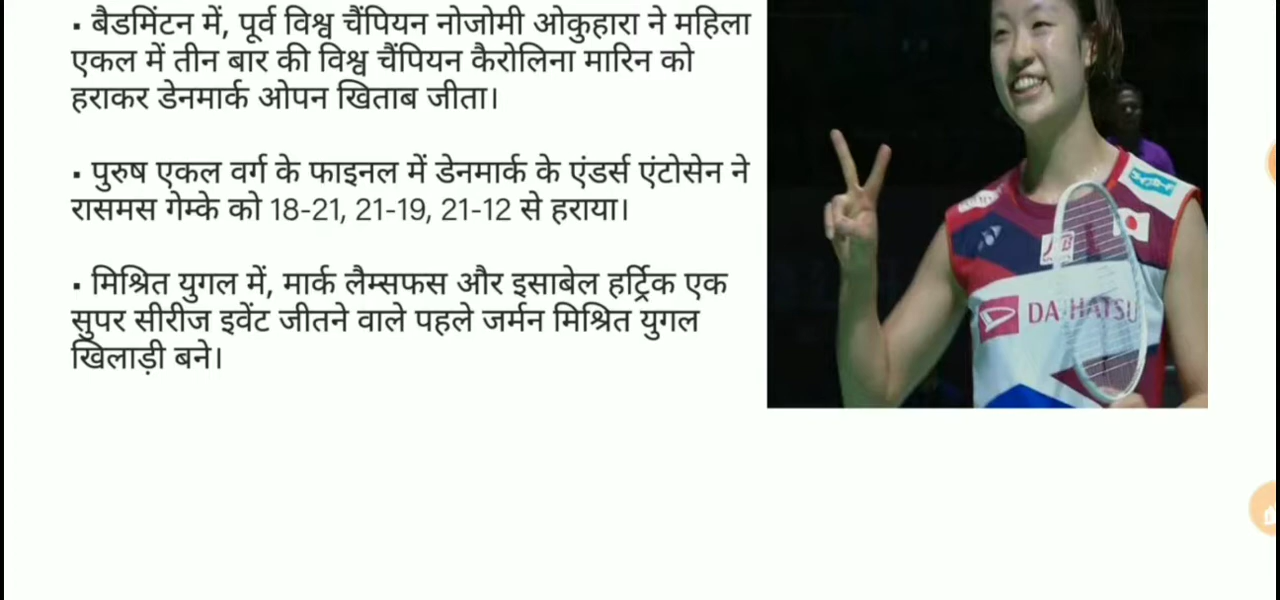 ▪ बैडमिंटन में, पूर्व विश्व चैंपियन नोजोमी ओकुहारा ने महिला
एकल में तीन बार की विश्व चैंपियन कैरोलिना मारिन को
हराकर डेनमार्क ओपन खिताब जीता।
▪ पुरुष एकल वर्ग के फाइनल में डेनमार्क के एंडर्स एंटोसेन ने
रासमस गेम्के को 18-21, 21-19, 21-12 से हराया।
▪ मिश्रित युगल में, मार्क लैम्सफस और इसाबेल हर्ट्रिक एक
सुपर सीरीज इवेंट जीतने वाले पहले जर्मन मिश्रित युगल
खिलाड़ी बने।
DAIHATSU